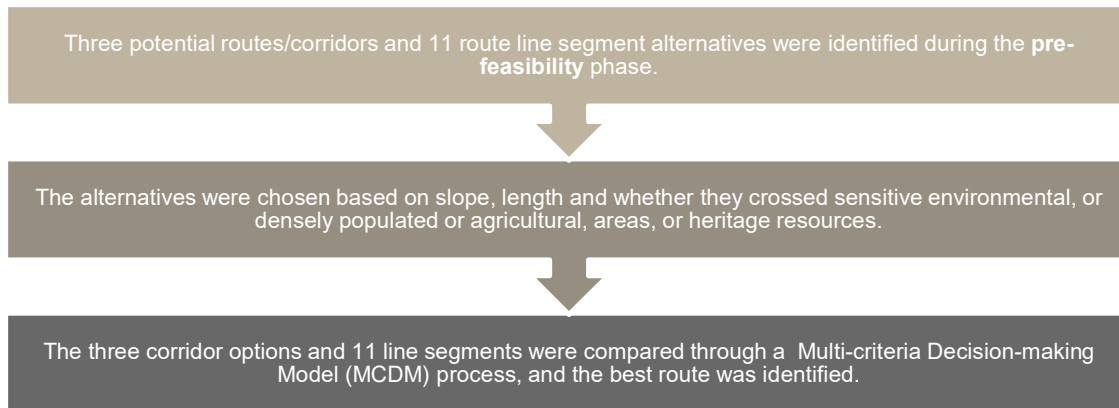 Three potential routes/corridors and 11 route line segment alternatives were identified during the pre-
feasibility phase.
The alternatives were chosen based on slope, length and whether they crossed sensitive environmental, or
densely populated or agricultural, areas, or heritage resources.
The three corridor options and 11 line segments were compared through a  Multi-criteria Decision-making
Model (MCDM) process, and the best route was identified.